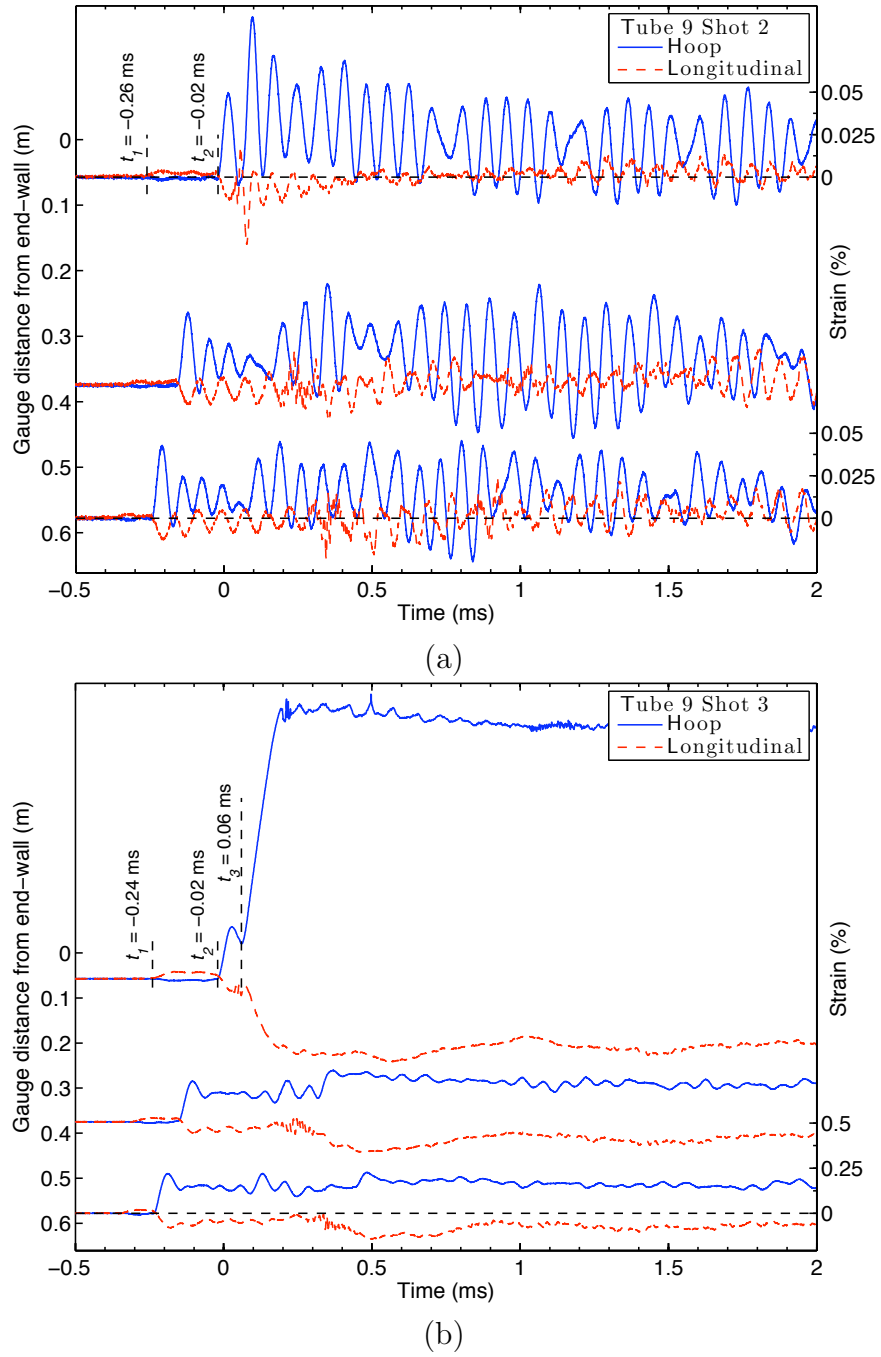 Tube 9 Shot 2
Hoop
Longitudinal
t1 = −0.26 ms
t2 = −0.02 ms
Gauge distance from end−wall (m)
0
0.1
0.2
0.3
0.4
0.5
0.6
0.05
0.025
0
0.05
0.025
0
Strain (%)
−0.5
0
0.5
1
1.5
2
Time (ms)
(a)
Tube 9 Shot 3
Hoop
Longitudinal
t1 = −0.24 ms
t2 = −0.02 ms
t3 = 0.06 ms
Gauge distance from end−wall (m)
0
0.1
0.2
0.3
0.4
0.5
0.6
Strain (%)
0.5
0.25
0
−0.5
0
0.5
1
1.5
2
Time (ms)
(b)